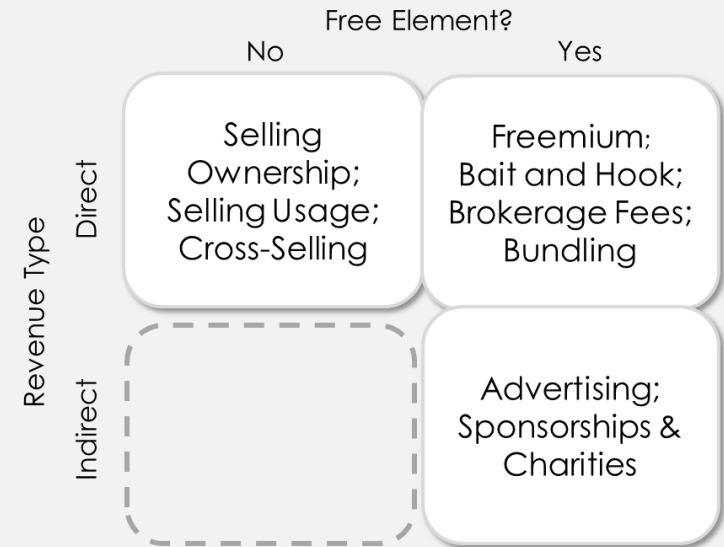 Free Element?
No
Yes
Revenue Type
Direct
Selling
Ownership;
Selling Usage;
Cross-Selling
Freemium;
Bait and Hook;
Brokerage Fees;
Bundling
Indirect
Advertising;
Sponsorships &
Charities